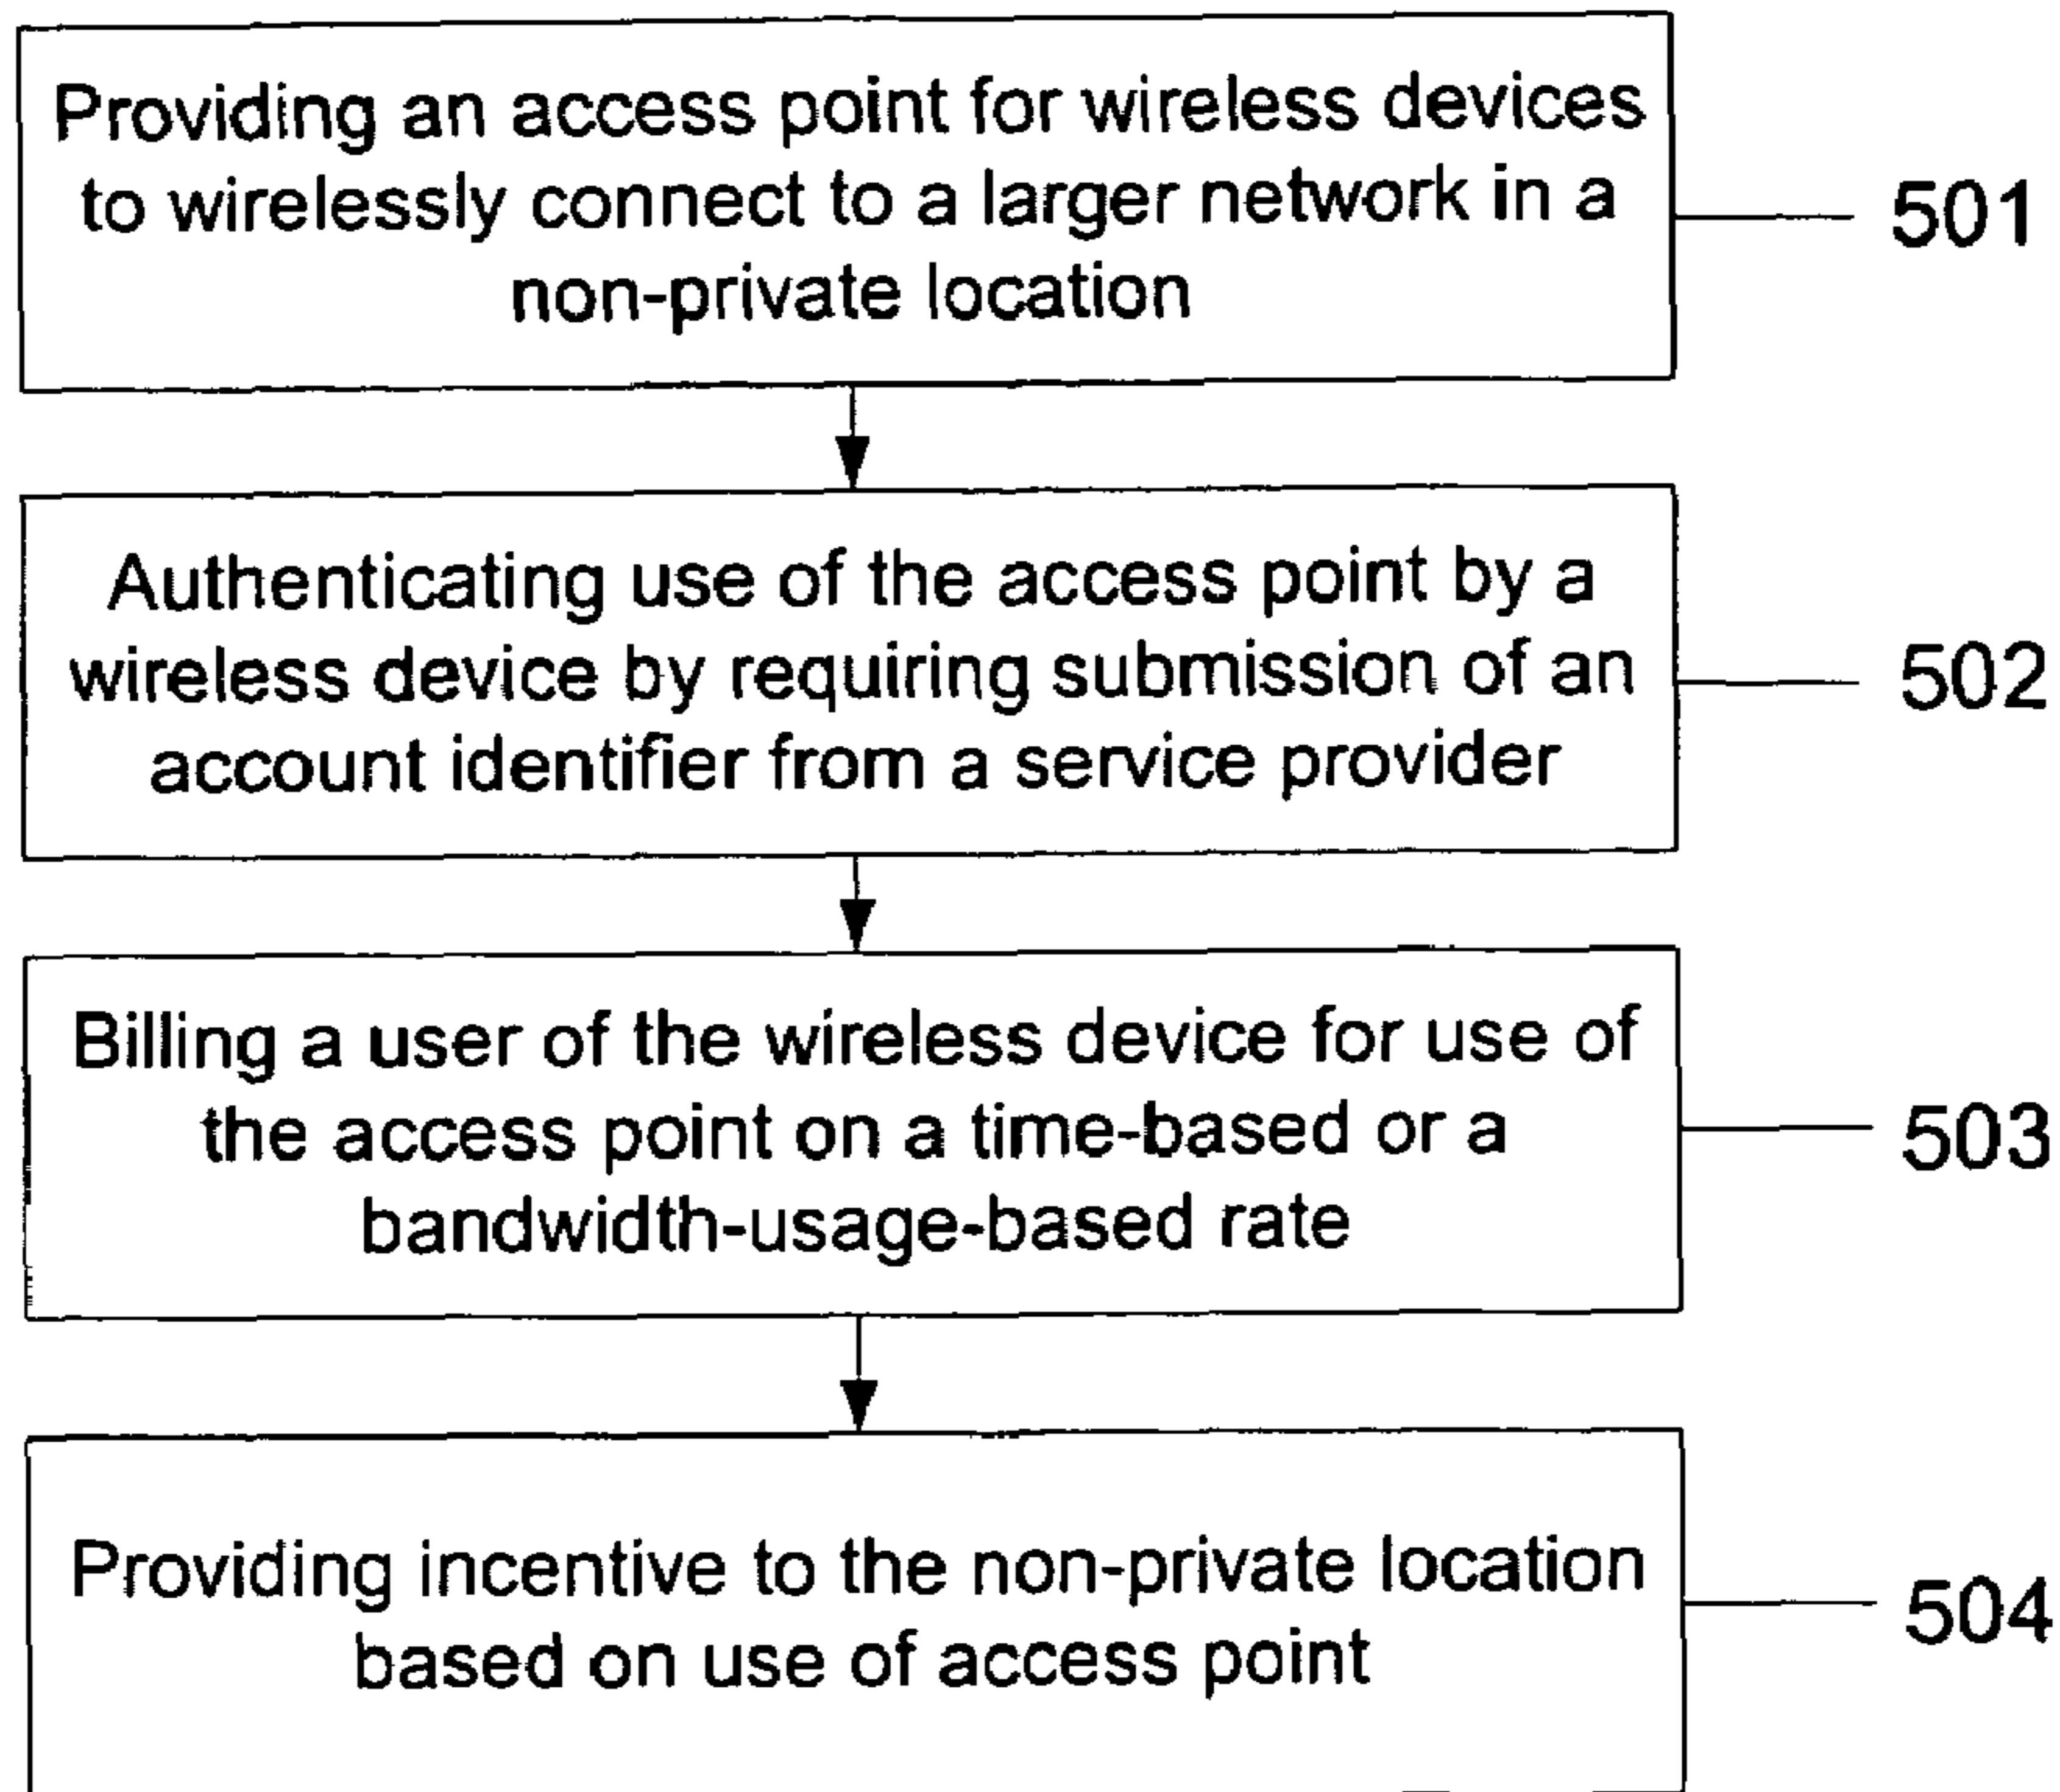 Providing an access point for wireless devices
to wirelessly connect to a larger network in a
non-private location
501
Authenticating use of the access point by a
wireless device by requiring submission of an
account identifier from a service provider
502
Billing a user of the wireless device for use of
the access point on a time-based or a
bandwidth-usage-based rate
503
Providing incentive to the non-private location
based on use of access point
504